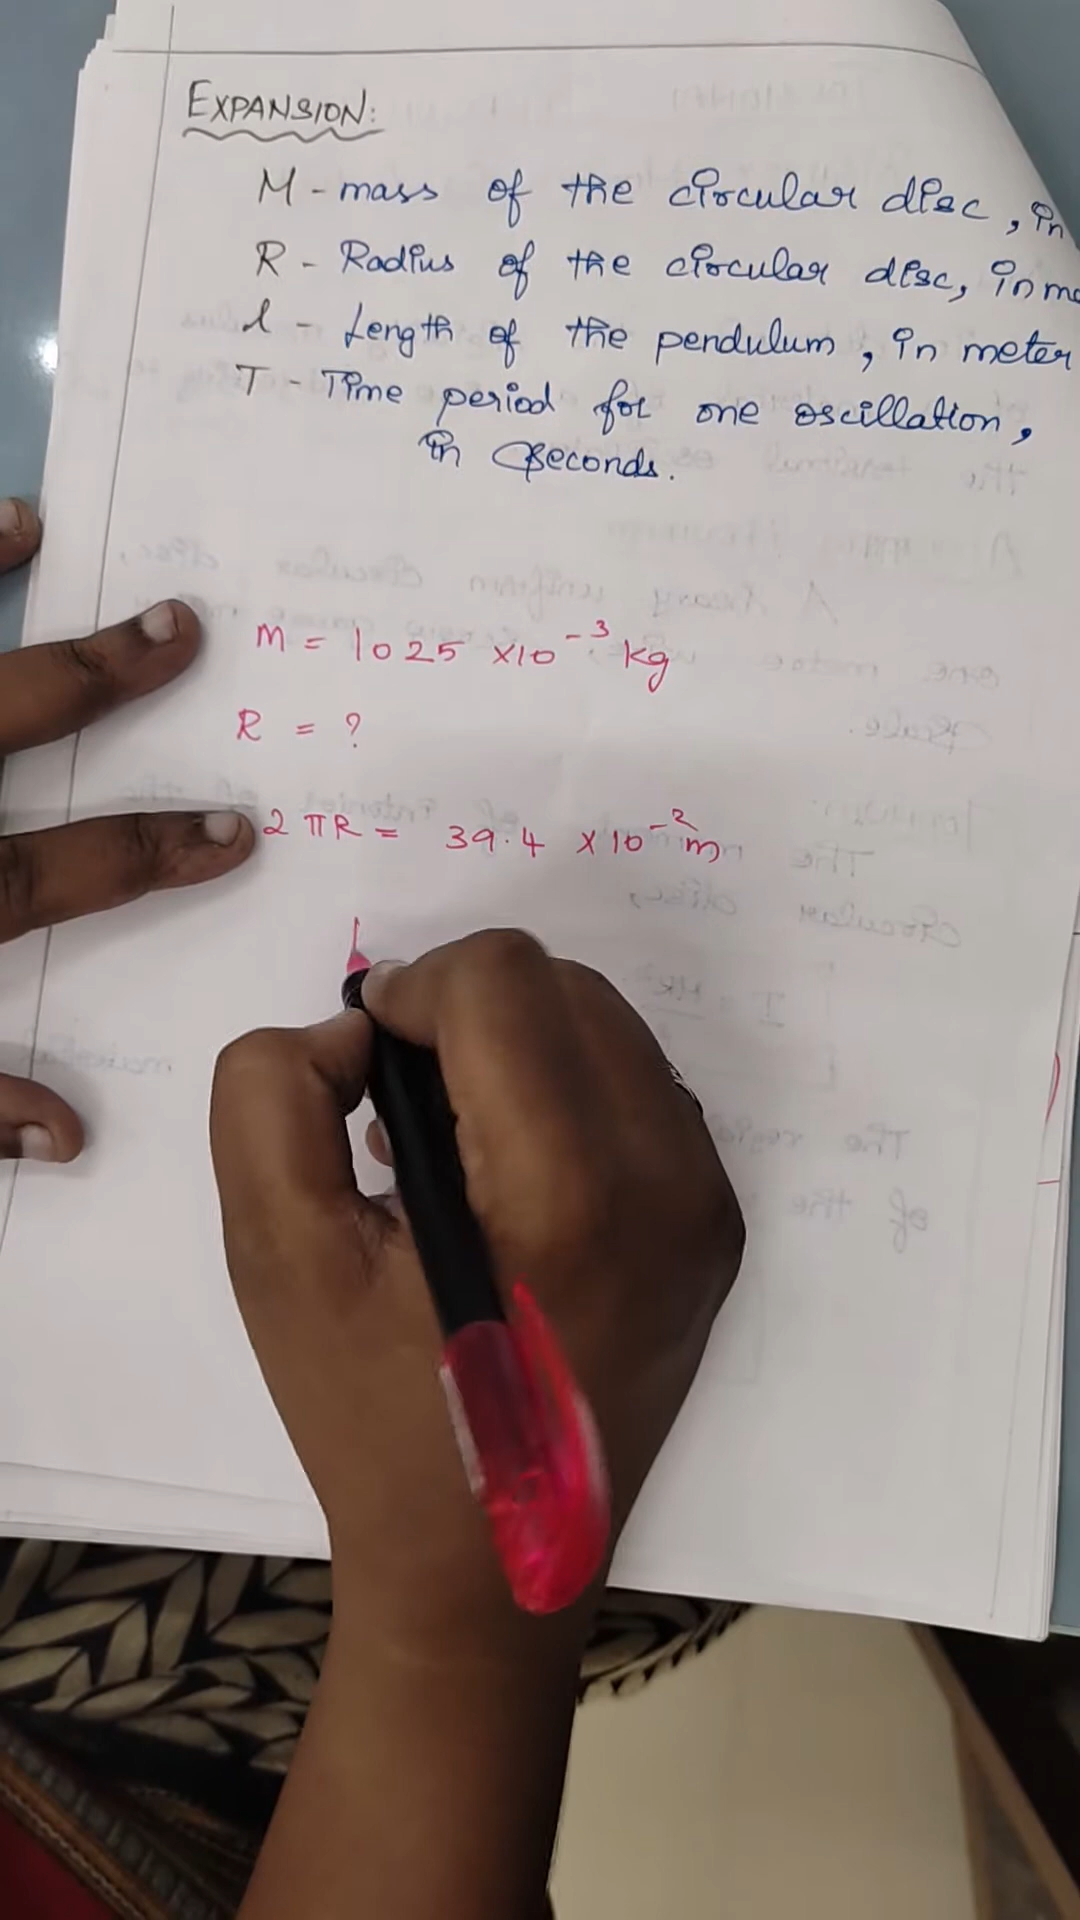 EXPANSION:
M - mass of the circular disc, in
R - Radius of the circular disc, in me
l - Length of the pendulum, in meter
T - Time period for one oscillation,
in seconds.
M = 1025 ×10⁻³ kg
R = ?
2πR = 39.4 ×10⁻² m